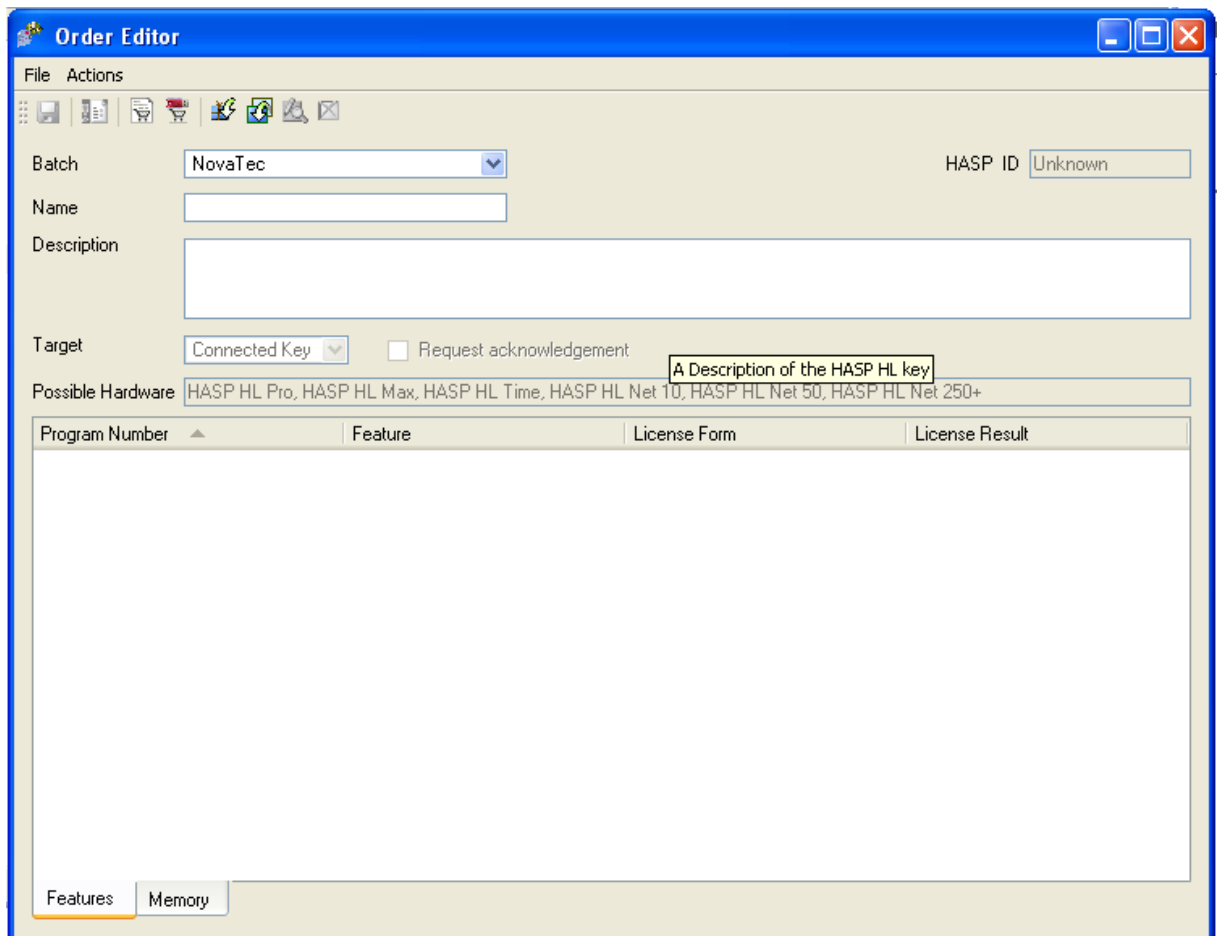 Order Editor
File Actions
Batch NovaTec HASP ID Unknown
Name
Description
Target Connected Key Request acknowledgement
A Description of the HASP HL key
Possible Hardware HASP HL Pro, HASP HL Max, HASP HL Time, HASP HL Net 10, HASP HL Net 50, HASP HL Net 250+
Program Number Feature License Form License Result
Features Memory